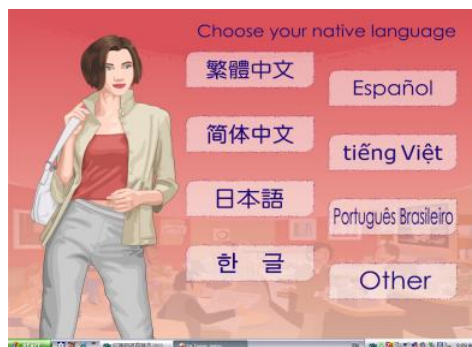 Choose your native language
繁體中文
Español
简体中文
tiếng Việt
日本語
Português Brasileiro
한 글
Other